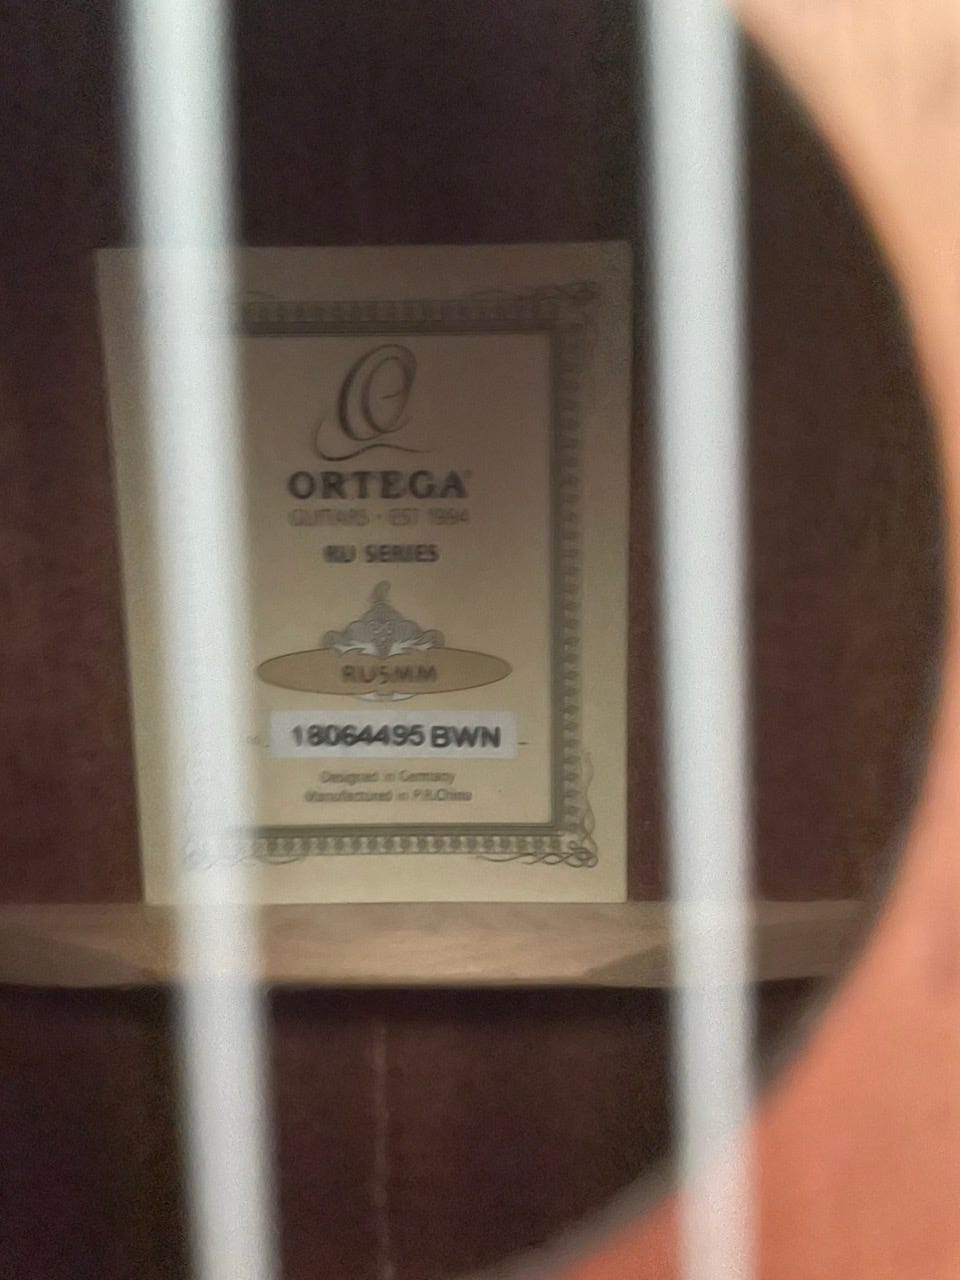 ORTEGA
GUITARS • EST 1994
RU SERIES
RU5MM
18064495 BWN
Designed in Germany
Manufactured in P.R.China